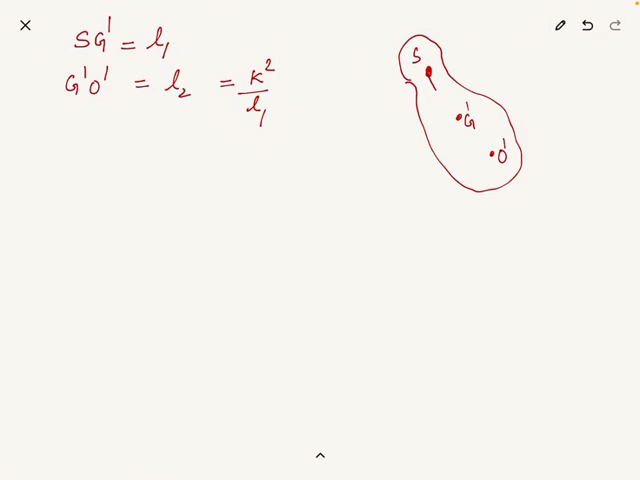 SG' = l₁
G'O' = l₂ = K²/l₁
S
G'
O'